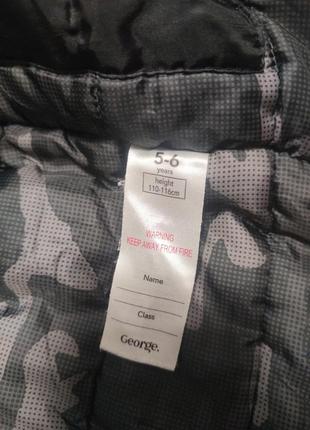 5-6
years
height
110-116cm
WARNING
KEEP AWAY FROM FIRE
Name
Class
George.